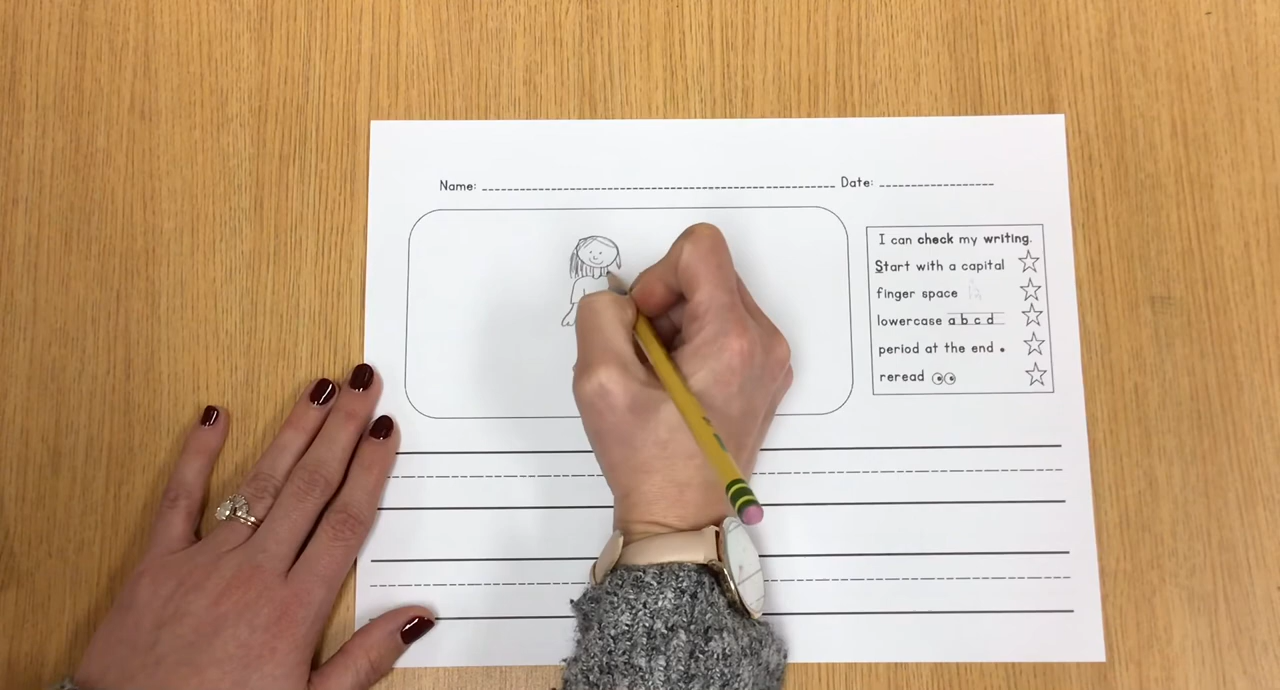 Name: Date:
I can check my writing.
Start with a capital
finger space
lowercase a b c d
period at the end .
reread